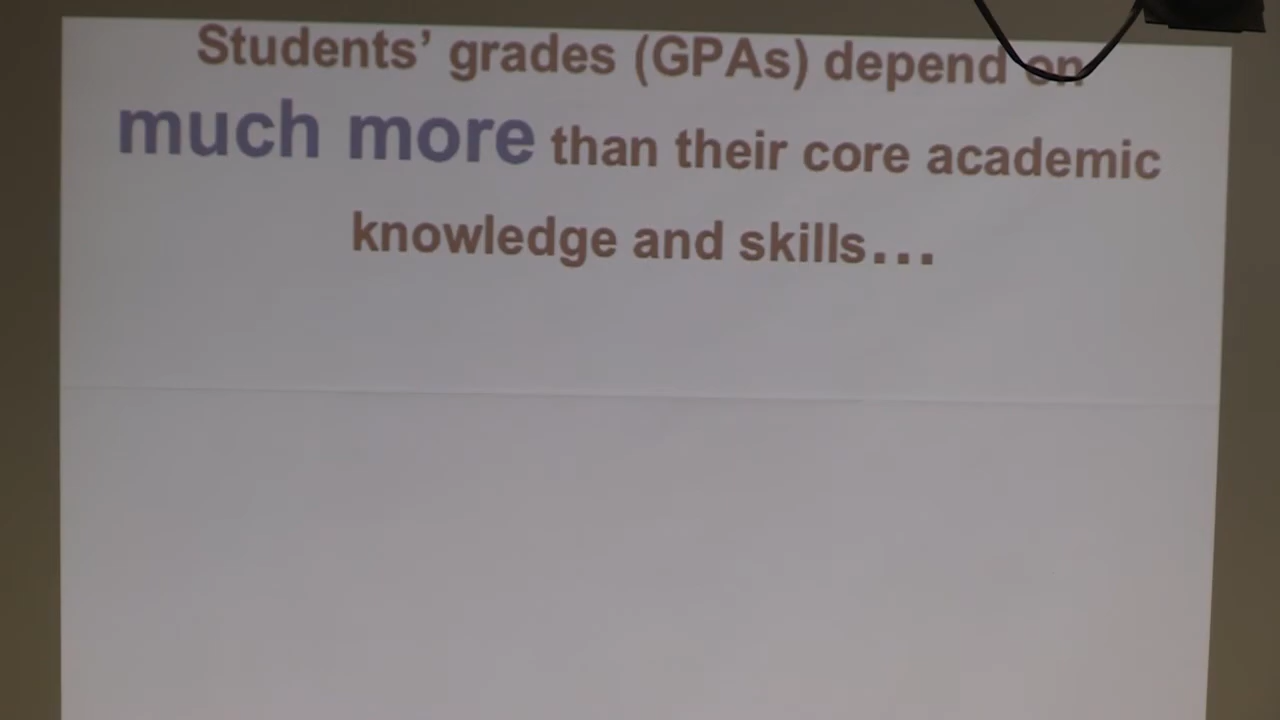 Students’ grades (GPAs) depend on
much more than their core academic
knowledge and skills…